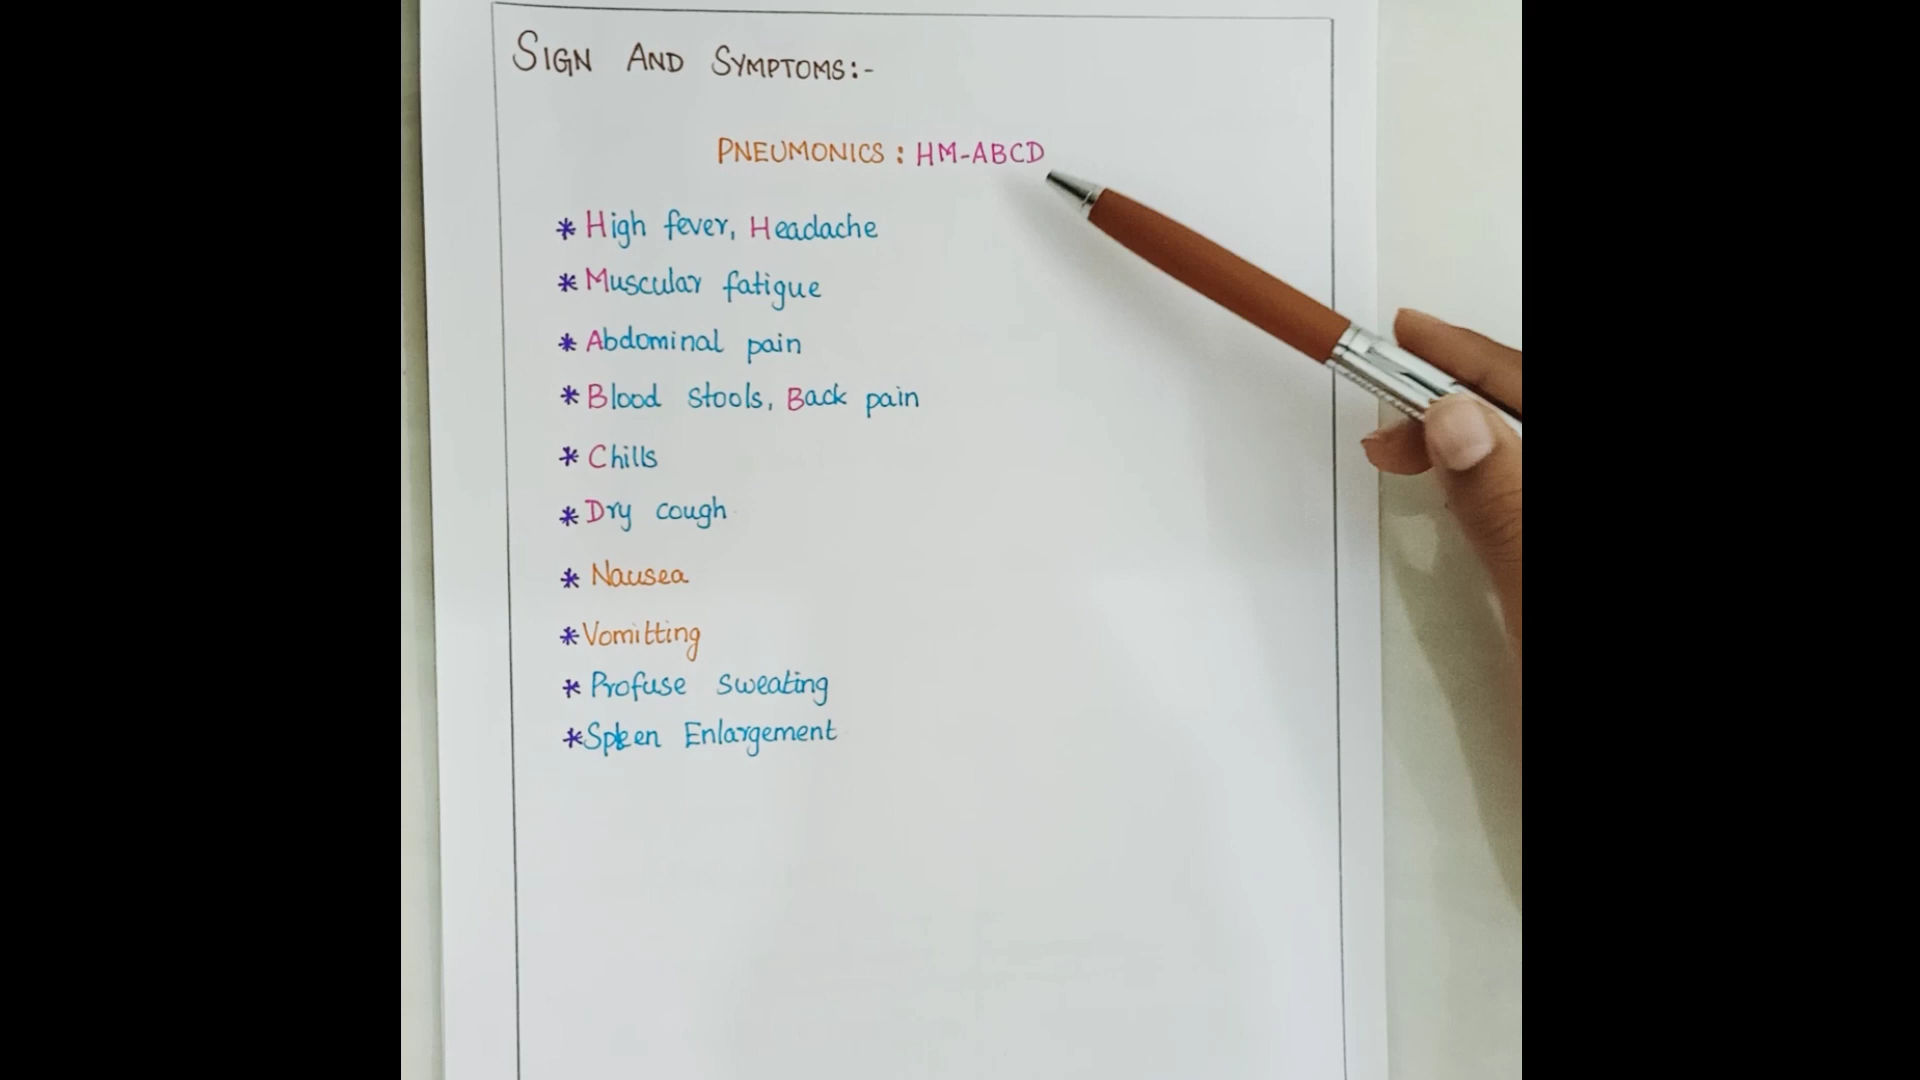 SIGN AND SYMPTOMS:-
PNEUMONICS : HM-ABCD
* High fever, Headache
* Muscular fatigue
* Abdominal pain
* Blood stools, Back pain
* Chills
* Dry cough
* Nausea
* Vomitting
* Profuse sweating
* Spleen Enlargement